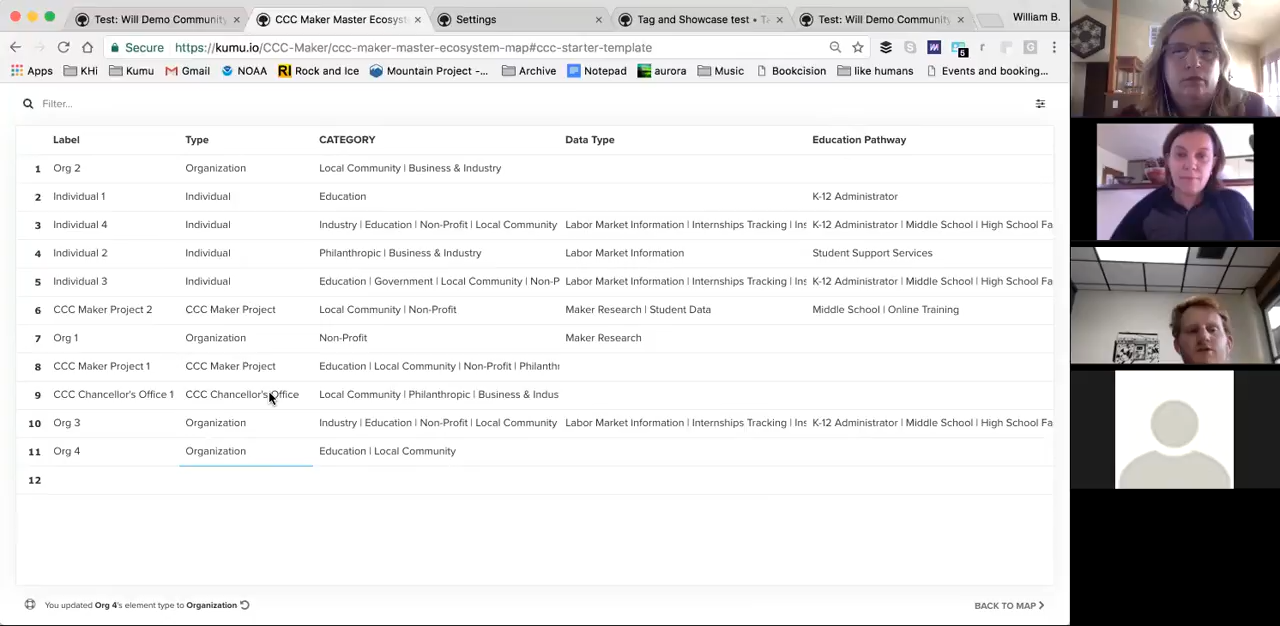 Test: Will Demo Community
CCC Maker Master Ecosyst
Settings
Tag and Showcase test • T
Test: Will Demo Community
William B.
Secure https://kumu.io/CCC-Maker/ccc-maker-master-ecosystem-map#ccc-starter-template
Apps KHi Kumu Gmail NOAA Rock and Ice Mountain Project -... Archive Notepad aurora Music Bookcision like humans Events and booking...
Filter...
Label Type CATEGORY Data Type Education Pathway
1 Org 2 Organization Local Community | Business & Industry
2 Individual 1 Individual Education K-12 Administrator
3 Individual 4 Individual Industry | Education | Non-Profit | Local Community Labor Market Information | Internships Tracking | Ins K-12 Administrator | Middle School | High School Fa
4 Individual 2 Individual Philanthropic | Business & Industry Labor Market Information Student Support Services
5 Individual 3 Individual Education | Government | Local Community | Non-P Labor Market Information | Internships Tracking | Ins K-12 Administrator | Middle School | High School Fa
6 CCC Maker Project 2 CCC Maker Project Local Community | Non-Profit Maker Research | Student Data Middle School | Online Training
7 Org 1 Organization Non-Profit Maker Research
8 CCC Maker Project 1 CCC Maker Project Education | Local Community | Non-Profit | Philanthr
9 CCC Chancellor's Office 1 CCC Chancellor's Office Local Community | Philanthropic | Business & Indus
10 Org 3 Organization Industry | Education | Non-Profit | Local Community Labor Market Information | Internships Tracking | Ins K-12 Administrator | Middle School | High School Fa
11 Org 4 Organization Education | Local Community
12
You updated Org 4's element type to Organization
BACK TO MAP